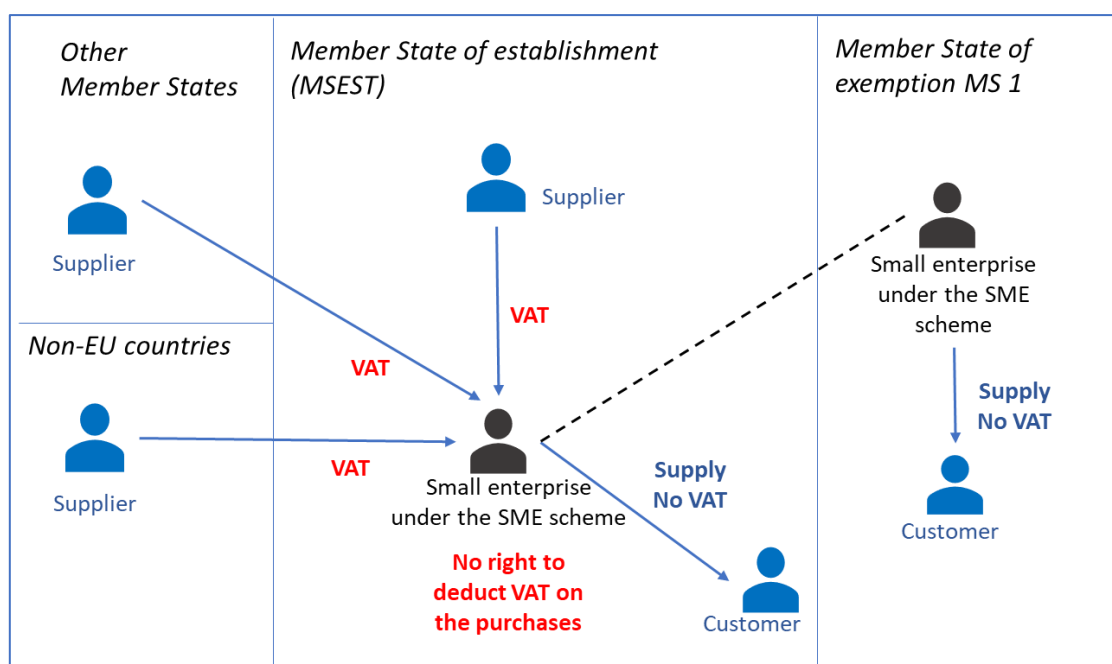 Other
Member States
Supplier
Non-EU countries
Supplier
VAT
VAT
Member State of establishment
(MSEST)
Supplier
VAT
Small enterprise
under the SME scheme
No right to
deduct VAT on
the purchases
Supply
No VAT
Customer
Member State of
exemption MS 1
Small enterprise
under the SME
scheme
Supply
No VAT
Customer